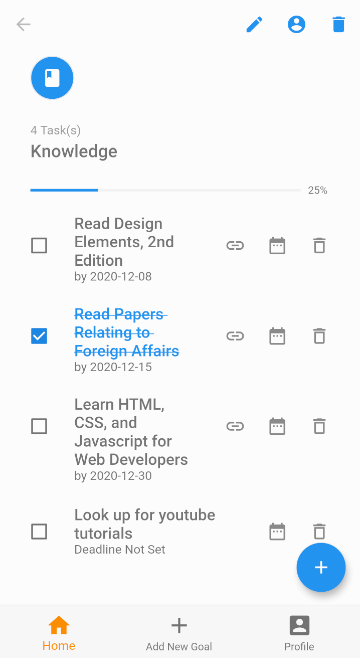 4 Task(s)
Knowledge
25%
Read Design
Elements, 2nd
Edition
by 2020-12-08
Read Papers
Relating to
Foreign Affairs
by 2020-12-15
Learn HTML,
CSS, and
Javascript for
Web Developers
by 2020-12-30
Look up for youtube
tutorials
Deadline Not Set
Home
Add New Goal
Profile